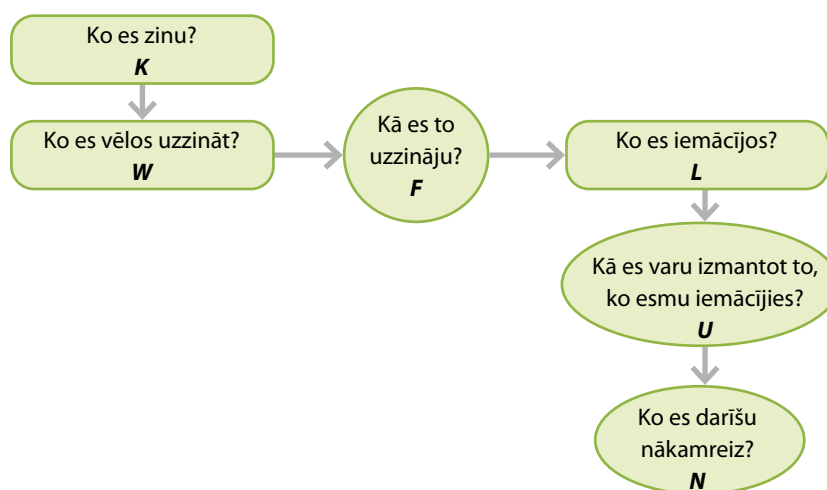 Ko es zinu?
K
Ko es vēlos uzzināt?
W
Kā es to
uzzināju?
F
Ko es iemācījos?
L
Kā es varu izmantot to,
ko esmu iemācījies?
U
Ko es darīšu
nākamreiz?
N